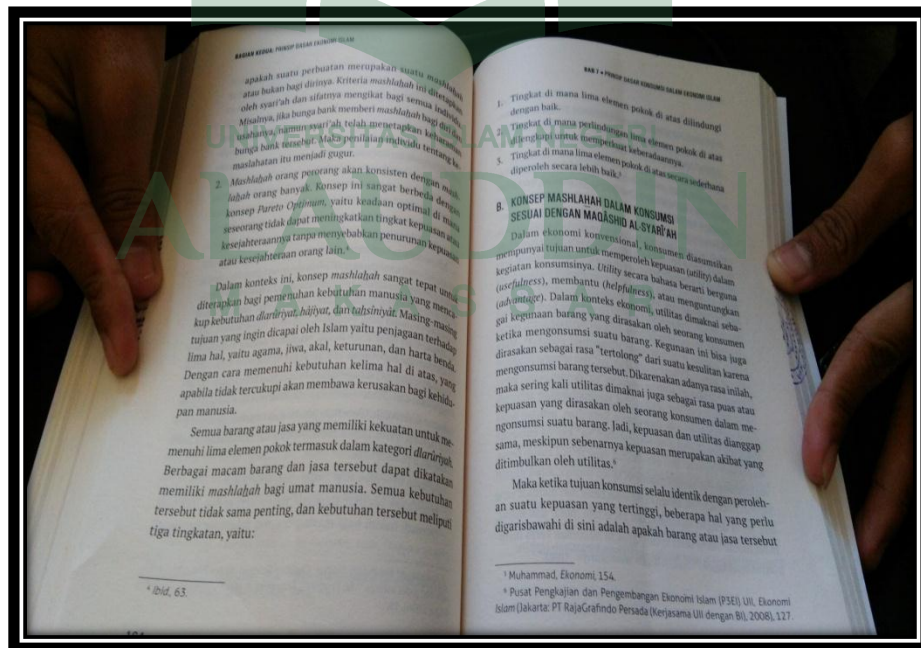 BAGIAN KEDUA: PRINSIP DASAR EKONOMI ISLAM
apakah suatu perbuatan merupakan suatu mashlahah
atau bukan bagi dirinya. Kriteria mashlahah ini ditetapkan
oleh syari'ah dan sifatnya mengikat bagi semua individu.
Misalnya, jika bunga bank memberi mashlahah bagi diri dan
usahanya, namun syari'ah telah menetapkan keharaman
bunga bank tersebut. Maka penilaian individu tentang ke-
maslahatan itu menjadi gugur.
2. Mashlahah orang perorang akan konsisten dengan mash-
lahah orang banyak. Konsep ini sangat berbeda dengan
konsep Pareto Optimum, yaitu keadaan optimal di mana
seseorang tidak dapat meningkatkan tingkat kepuasan atau
kesejahteraannya tanpa menyebabkan penurunan kepuasan
atau kesejahteraan orang lain.⁴
Dalam konteks ini, konsep mashlahah sangat tepat untuk
diterapkan bagi pemenuhan kebutuhan manusia yang menca-
kup kebutuhan dlarûriyat, hâjiyat, dan tahsîniyât. Masing-masing
tujuan yang ingin dicapai oleh Islam yaitu penjagaan terhadap
lima hal, yaitu agama, jiwa, akal, keturunan, dan harta benda.
Dengan cara memenuhi kebutuhan kelima hal di atas, yang
apabila tidak tercukupi akan membawa kerusakan bagi kehidu-
pan manusia.
Semua barang atau jasa yang memiliki kekuatan untuk me-
menuhi lima elemen pokok termasuk dalam kategori dlarûriyah.
Berbagai macam barang dan jasa tersebut dapat dikatakan
memiliki mashlahah bagi umat manusia. Semua kebutuhan
tersebut tidak sama penting, dan kebutuhan tersebut meliputi
tiga tingkatan, yaitu:
⁴ Ibid, 63.
BAB 7 • PRINSIP DASAR KONSUMSI DALAM EKONOMI ISLAM
1. Tingkat di mana lima elemen pokok di atas dilindungi
dengan baik.
2. Tingkat di mana perlindungan lima elemen pokok di atas
dilengkapi untuk memperkuat keberadaannya.
3. Tingkat di mana lima elemen pokok di atas secara sederhana
diperoleh secara lebih baik.⁵
B. KONSEP MASHLAHAH DALAM KONSUMSI
SESUAI DENGAN MAQÂSHID AL-SYARÎ'AH
Dalam ekonomi konvensional, konsumen diasumsikan
mempunyai tujuan untuk memperoleh kepuasan (utility) dalam
kegiatan konsumsinya. Utility secara bahasa berarti berguna
(usefulness), membantu (helpfulness), atau menguntungkan
(advantage). Dalam konteks ekonomi, utilitas dimaknai seba-
gai kegunaan barang yang dirasakan oleh seorang konsumen
ketika mengonsumsi suatu barang. Kegunaan ini bisa juga
dirasakan sebagai rasa "tertolong" dari suatu kesulitan karena
mengonsumsi barang tersebut. Dikarenakan adanya rasa inilah,
maka sering kali utilitas dimaknai juga sebagai rasa puas atau
kepuasan yang dirasakan oleh seorang konsumen dalam me-
ngonsumsi suatu barang. Jadi, kepuasan dan utilitas dianggap
sama, meskipun sebenarnya kepuasan merupakan akibat yang
ditimbulkan oleh utilitas.⁶
Maka ketika tujuan konsumsi selalu identik dengan peroleh-
an suatu kepuasan yang tertinggi, beberapa hal yang perlu
digarisbawahi di sini adalah apakah barang atau jasa tersebut
⁵ Muhammad, Ekonomi, 154.
⁶ Pusat Pengkajian dan Pengembangan Ekonomi Islam (P3EI) UII, Ekonomi
Islam (Jakarta: PT RajaGrafindo Persada (Kerjasama UII dengan BI), 2008), 127.
UNIVERSITAS ISLAM NEGERI
ALAUDDIN
MAKASSAR